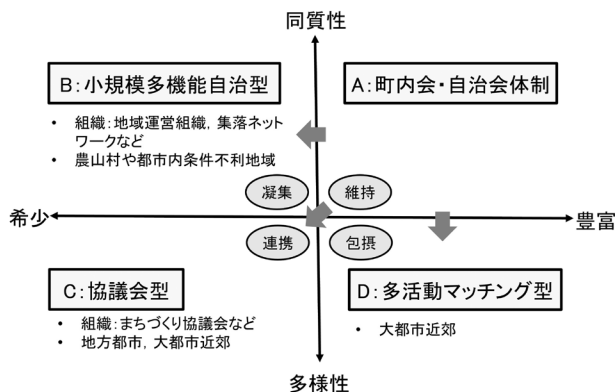 同質性
B:小規模多機能自治型
A:町内会・自治会体制
• 組織:地域運営組織, 集落ネット
ワークなど
• 農山村や都市内条件不利地域
凝集
維持
希少
豊富
連携
包摂
C:協議会型
D:多活動マッチング型
• 組織:まちづくり協議会など
• 地方都市, 大都市近郊
• 大都市近郊
多様性